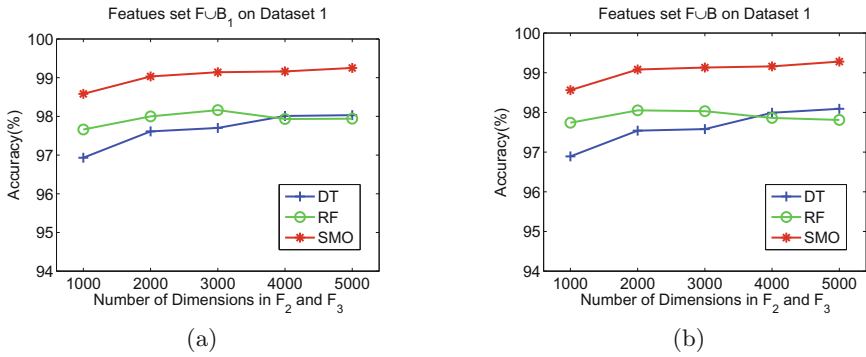 Featues set F∪B₁ on Dataset 1
100
99
98
97
96
95
94
Accuracy(%)
DT
RF
SMO
1000 2000 3000 4000 5000
Number of Dimensions in F₂ and F₃
(a)
Featues set F∪B on Dataset 1
100
99
98
97
96
95
94
Accuracy(%)
DT
RF
SMO
1000 2000 3000 4000 5000
Number of Dimensions in F₂ and F₃
(b)